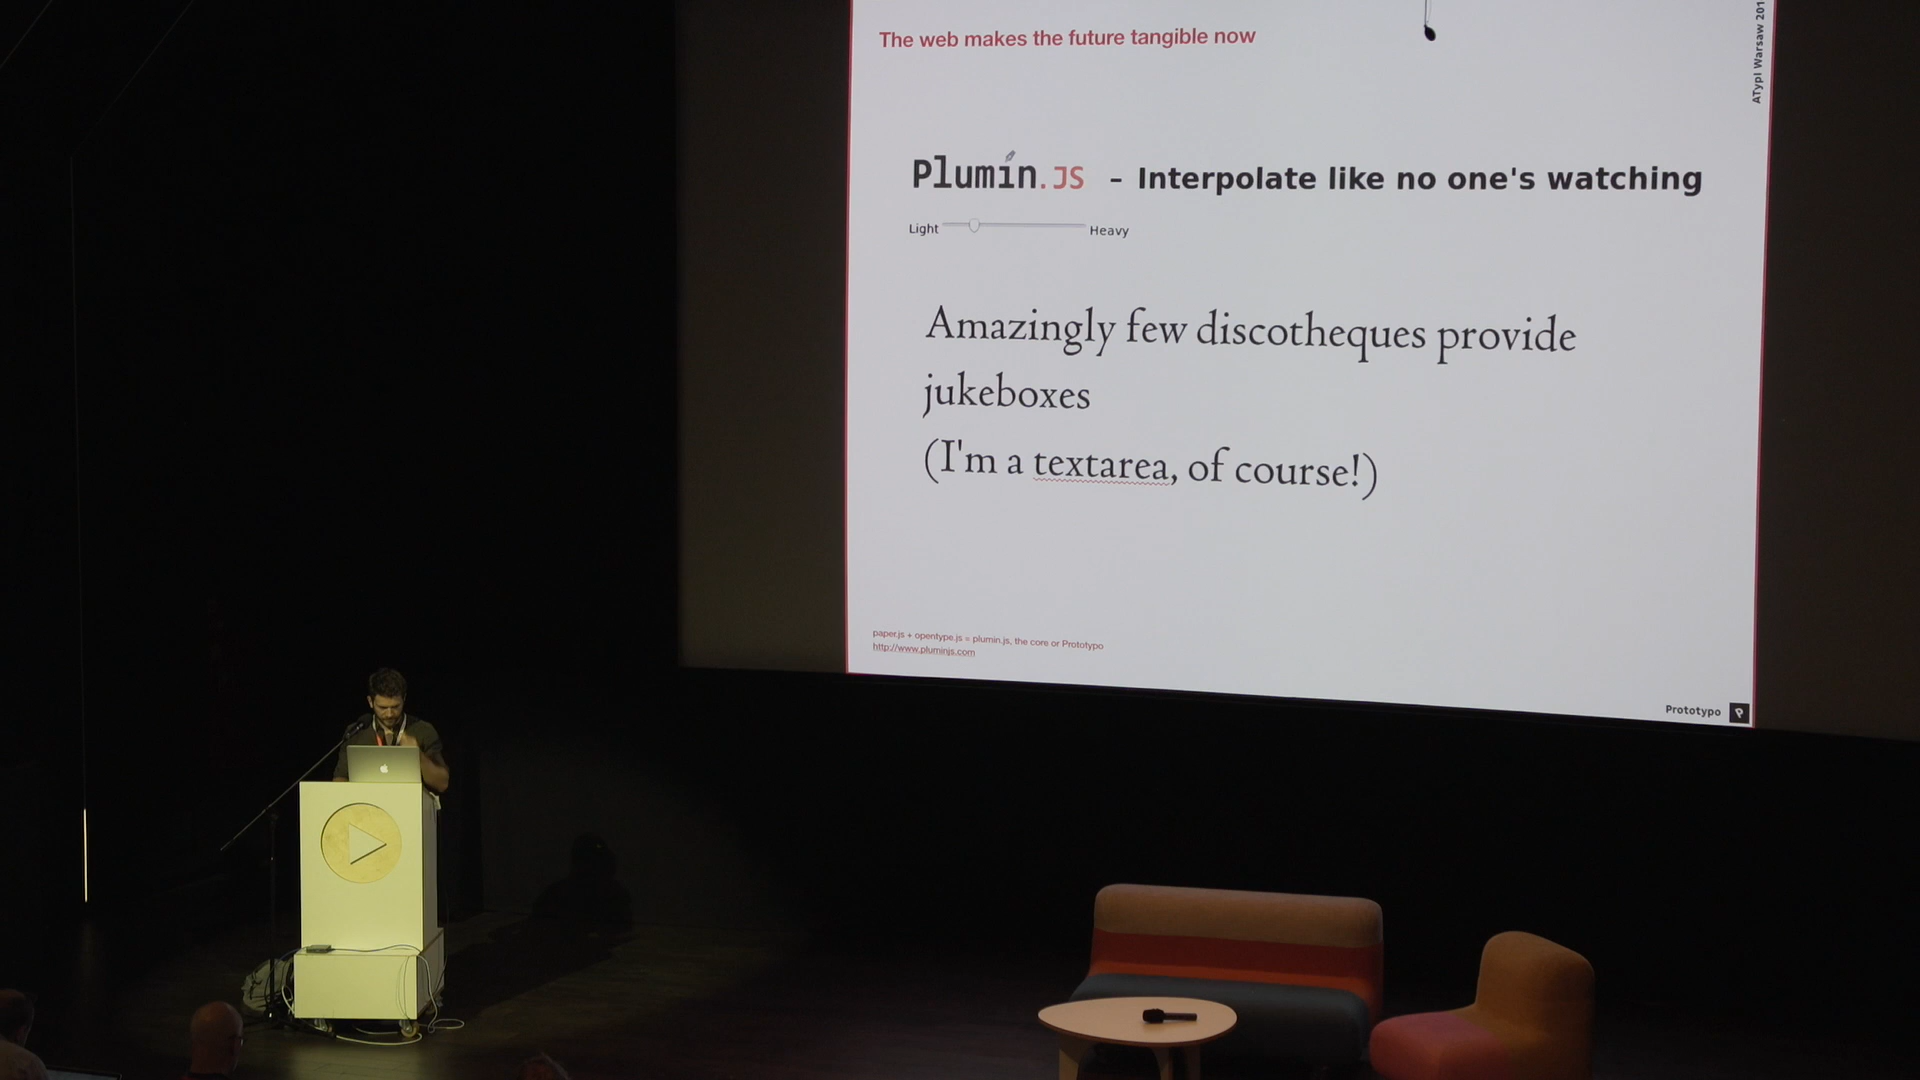 The web makes the future tangible now
ATypI Warsaw 201
Plumin.JS – Interpolate like no one's watching
Light Heavy
Amazingly few discotheques provide
jukeboxes
(I'm a textarea, of course!)
paper.js + opentype.js = plumin.js, the core or Prototypo
http://www.pluminjs.com
Prototypo P